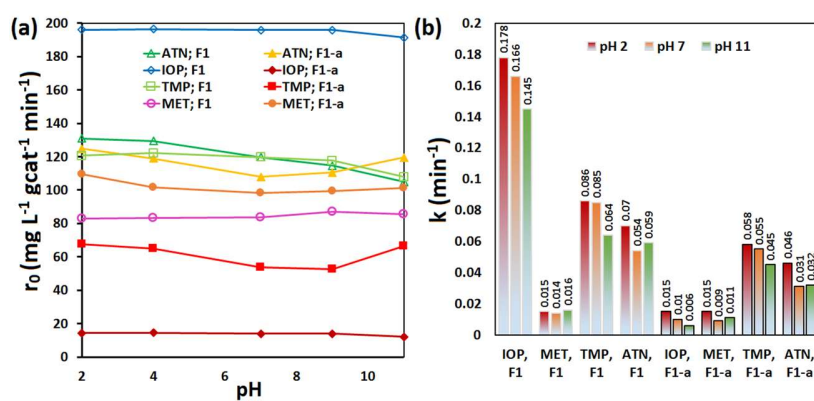 (a)
r0 (mg L-1 gcat-1 min-1)
200
180
160
140
120
100
80
60
40
20
0
ATN; F1
ATN; F1-a
IOP; F1
IOP; F1-a
TMP; F1
TMP; F1-a
MET; F1
MET; F1-a
2
4
6
8
10
pH
(b)
k (min-1)
0.2
0.18
0.16
0.14
0.12
0.1
0.08
0.06
0.04
0.02
0
pH 2
pH 7
pH 11
0.178
0.166
0.145
0.015
0.014
0.016
0.086
0.085
0.064
0.07
0.054
0.059
0.015
0.01
0.006
0.015
0.009
0.011
0.058
0.055
0.045
0.046
0.031
0.032
IOP,
F1
MET,
F1
TMP,
F1
ATN,
F1
IOP,
F1-a
MET,
F1-a
TMP,
F1-a
ATN,
F1-a